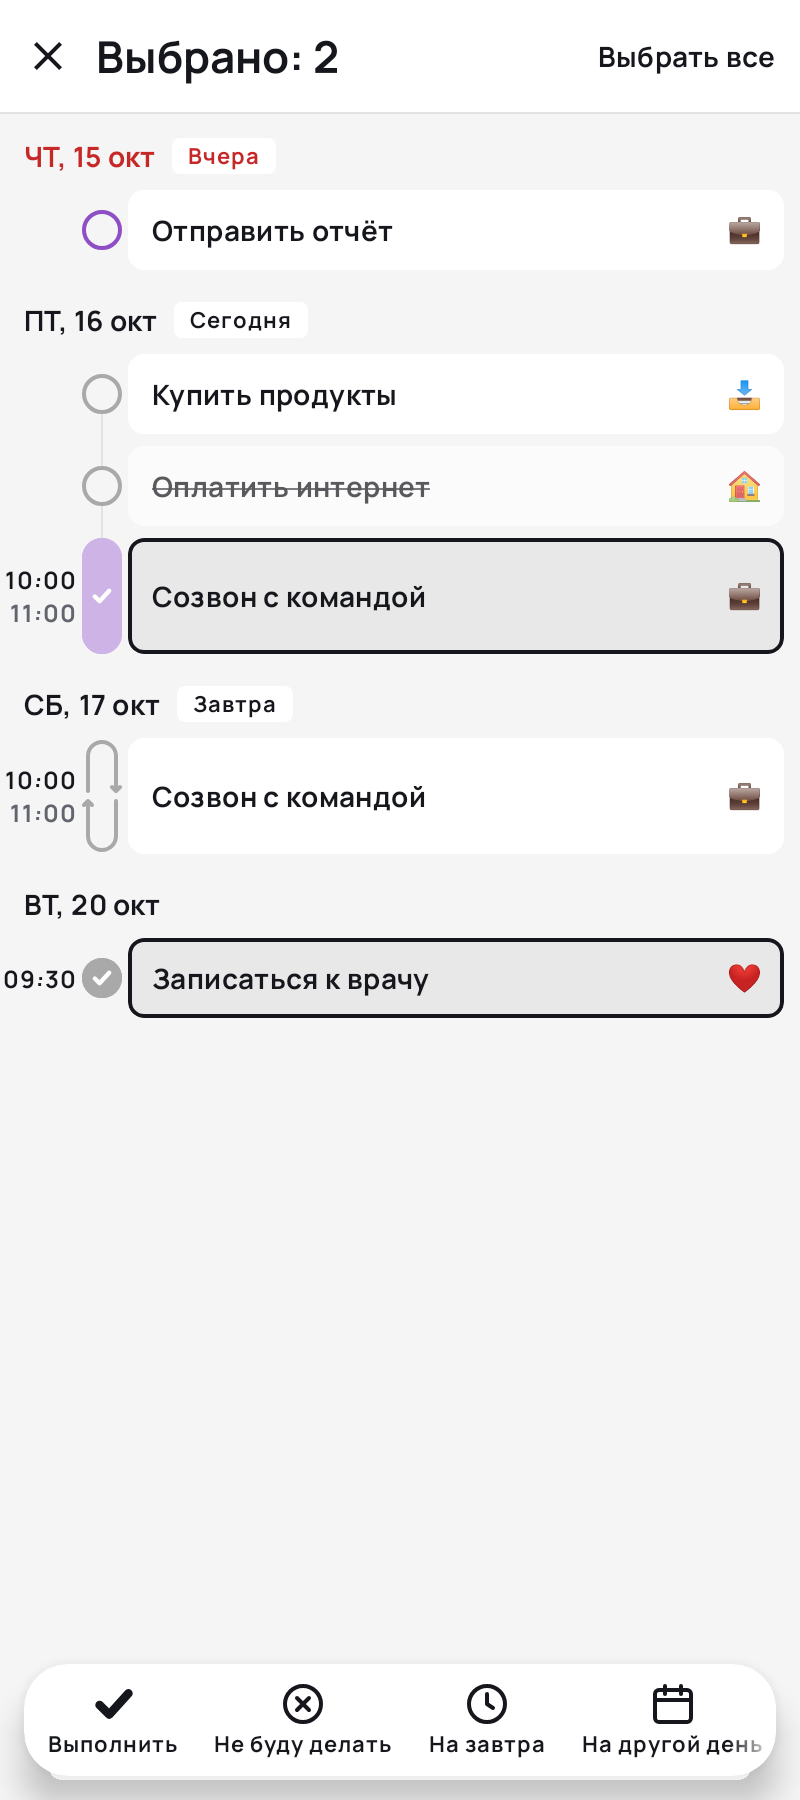 Выбрано: 2
Выбрать все
ЧТ, 15 окт
Вчера
Отправить отчёт
ПТ, 16 окт
Сегодня
Купить продукты
Оплатить интернет
10:00
11:00
Созвон с командой
СБ, 17 окт
Завтра
10:00
11:00
Созвон с командой
ВТ, 20 окт
09:30
Записаться к врачу
Выполнить
Не буду делать
На завтра
На другой день